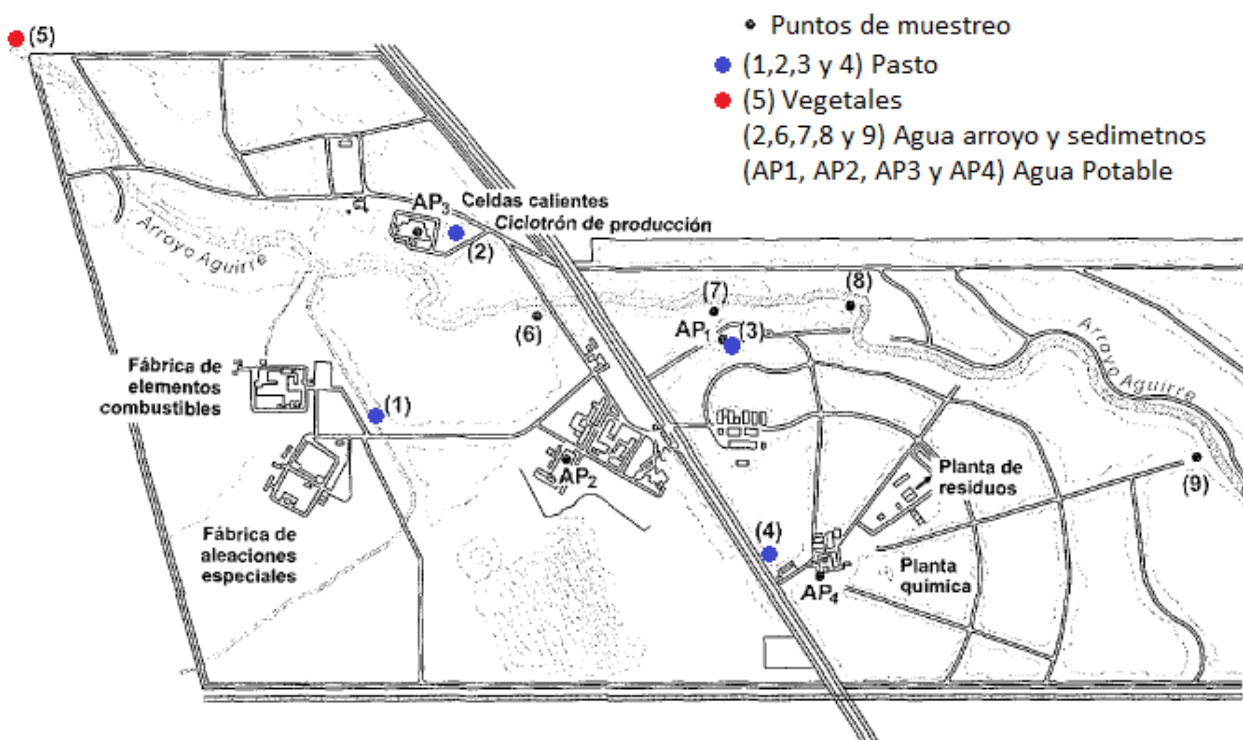 Puntos de muestreo
(1,2,3 y 4) Pasto
(5) Vegetales
(2,6,7,8 y 9) Agua arroyo y sedimetnos
(AP1, AP2, AP3 y AP4) Agua Potable
(5)
AP3
Celdas calientes
Ciclotrón de producción
(2)
Arroyo Aguirre
(6)
(7)
(8)
AP1
(3)
Arroyo Aguirre
Fábrica de
elementos
combustibles
(1)
AP2
Planta de
residuos
(9)
Fábrica de
aleaciones
especiales
(4)
Planta
química
AP4